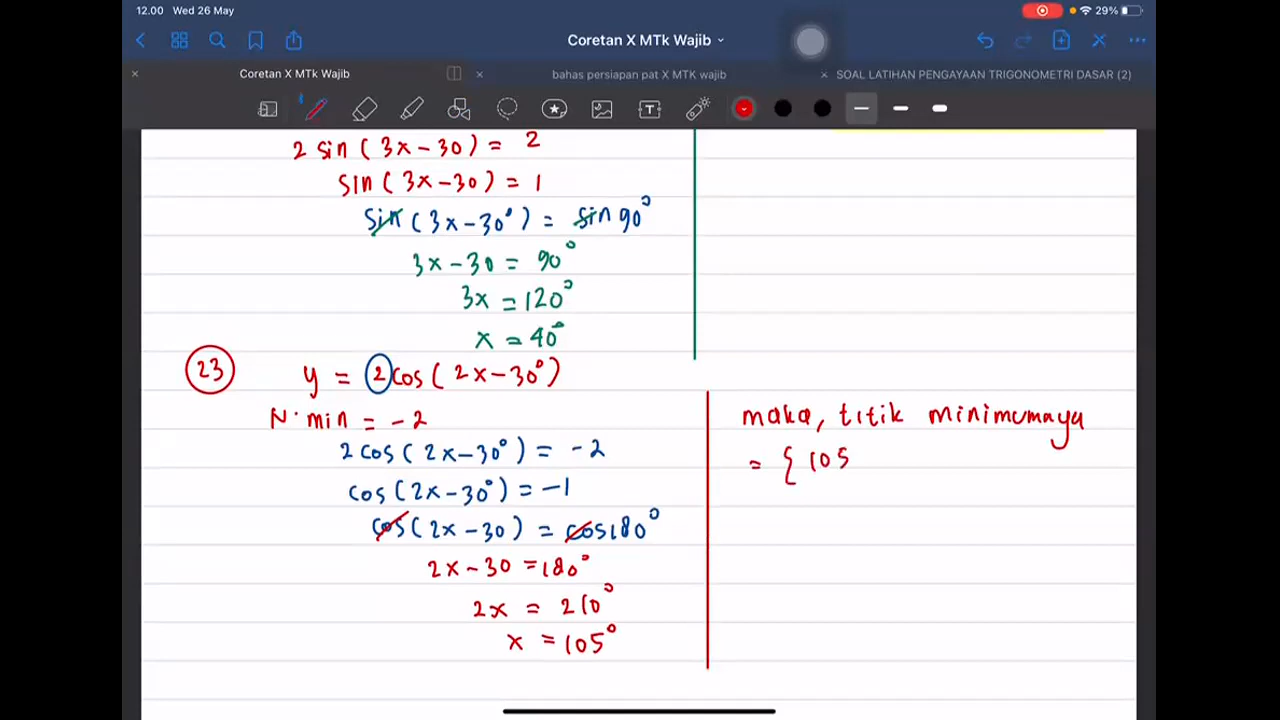 12.00 Wed 26 May
29%
Coretan X MTk Wajib
Coretan X MTk Wajib
bahas persiapan pat X MTK wajib
SOAL LATIHAN PENGAYAAN TRIGONOMETRI DASAR (2)
2 sin (3x - 30) = 2
sin (3x - 30) = 1
sin (3x - 30°) = sin 90°
3x - 30 = 90°
3x = 120°
x = 40°
23 y = 2 cos (2x - 30°)
N. min = -2
2 cos (2x - 30°) = -2
cos (2x - 30°) = -1
cos (2x - 30) = cos 180°
2x - 30 = 180°
2x = 210°
x = 105°
maka, titik minimumnya
= { 105